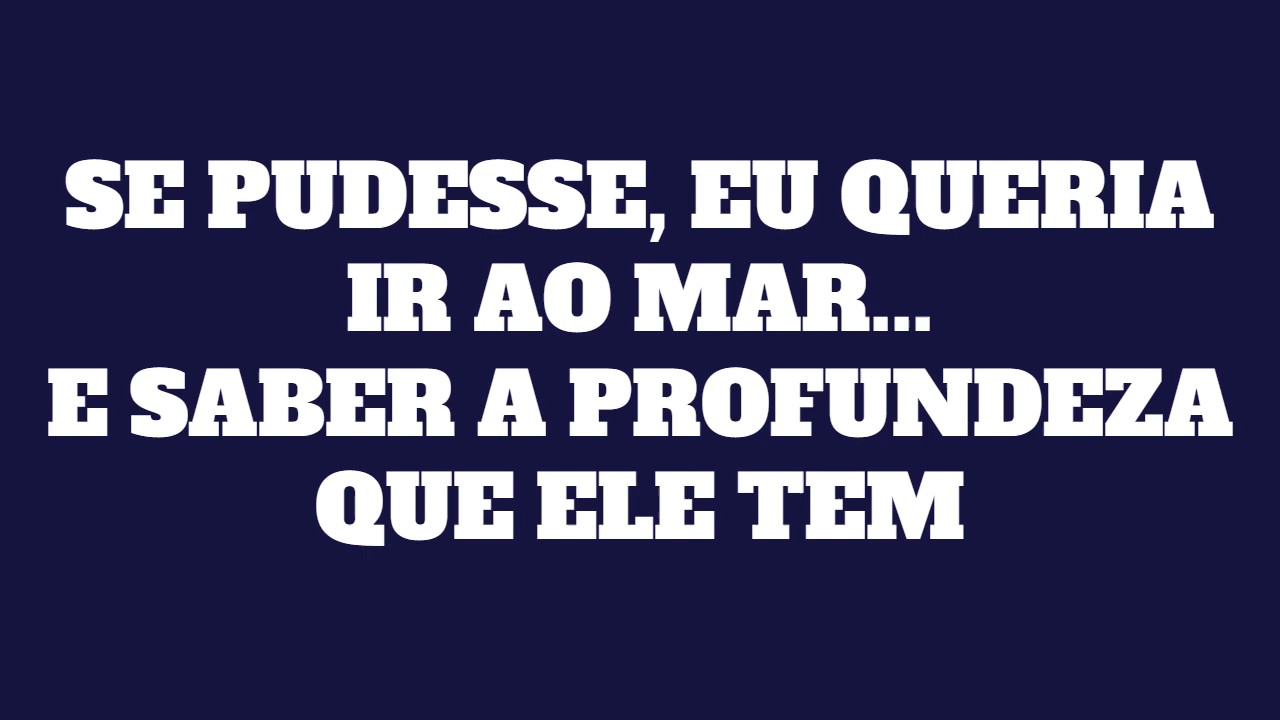 SE PUDESSE, EU QUERIA
IR AO MAR...
E SABER A PROFUNDEZA
QUE ELE TEM